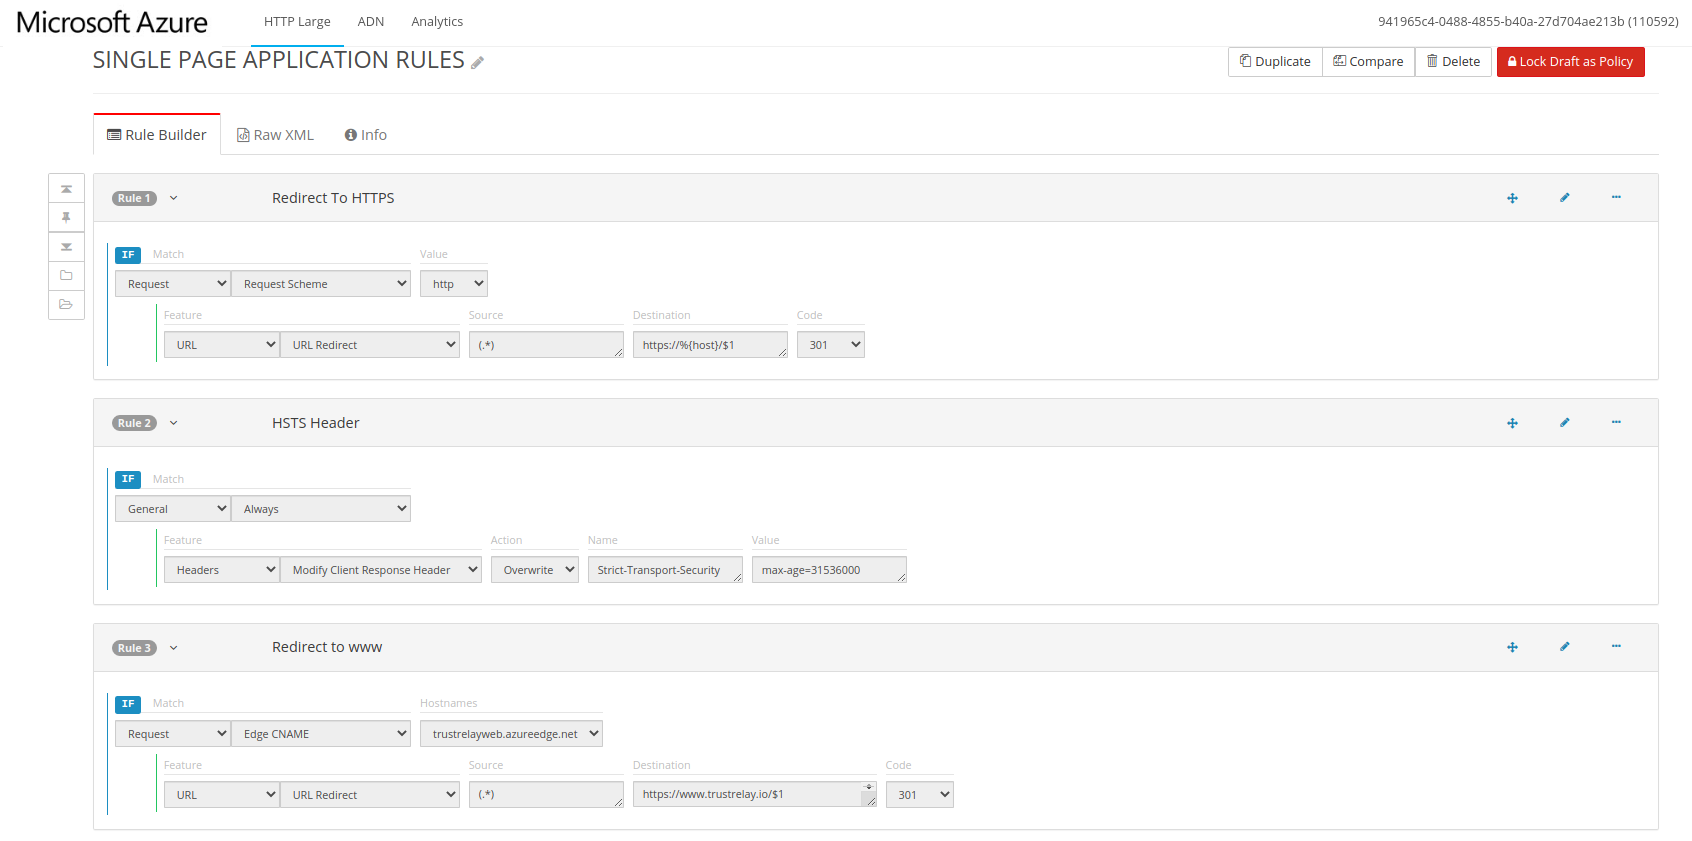 Microsoft Azure HTTP Large ADN Analytics 941965c4-0488-4855-b40a-27d704ae213b (110592)
SINGLE PAGE APPLICATION RULES Duplicate Compare Delete Lock Draft as Policy
Rule Builder Raw XML Info
Rule 1 Redirect To HTTPS
IF Match Value
Request Request Scheme http
Feature Source Destination Code
URL URL Redirect (.*) https://%{host}/$1 301
Rule 2 HSTS Header
IF Match
General Always
Feature Action Name Value
Headers Modify Client Response Header Overwrite Strict-Transport-Security max-age=31536000
Rule 3 Redirect to www
IF Match Hostnames
Request Edge CNAME trustrelayweb.azureedge.net
Feature Source Destination Code
URL URL Redirect (.*) https://www.trustrelay.io/$1 301